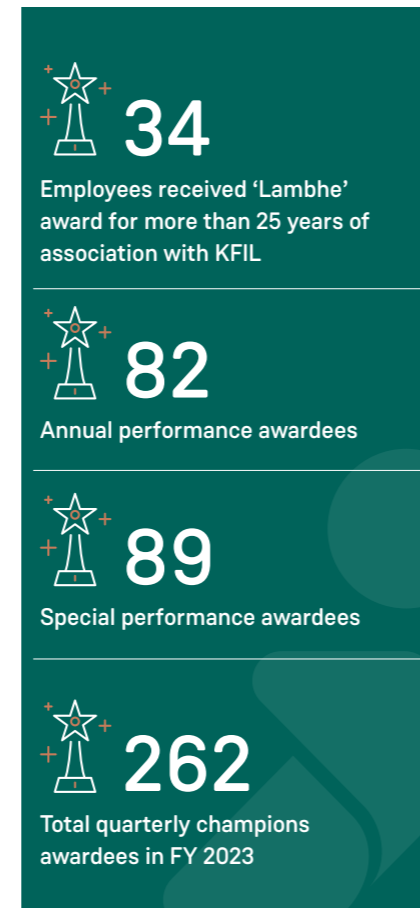 34
Employees received ‘Lambhe’
award for more than 25 years of
association with KFIL
82
Annual performance awardees
89
Special performance awardees
262
Total quarterly champions
awardees in FY 2023